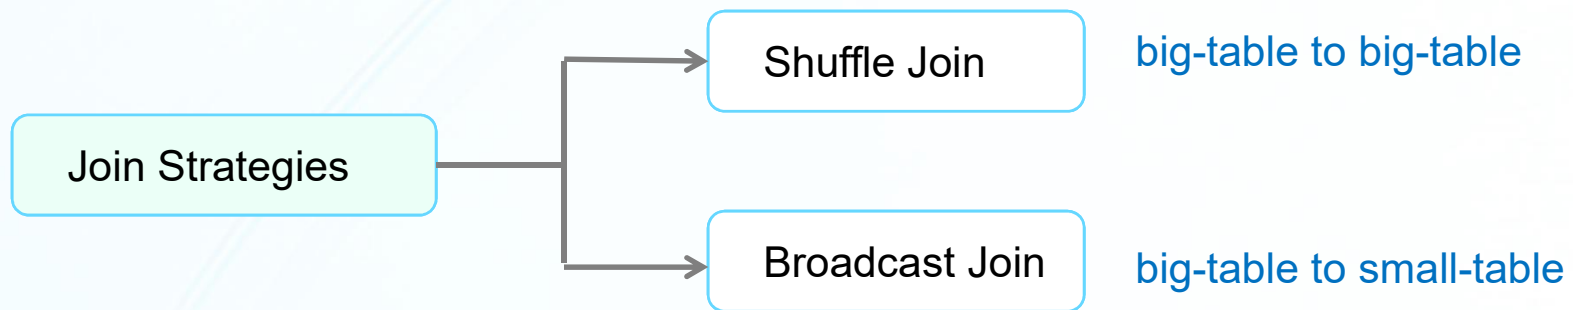 Shuffle Join
big-table to big-table
Join Strategies
Broadcast Join
big-table to small-table